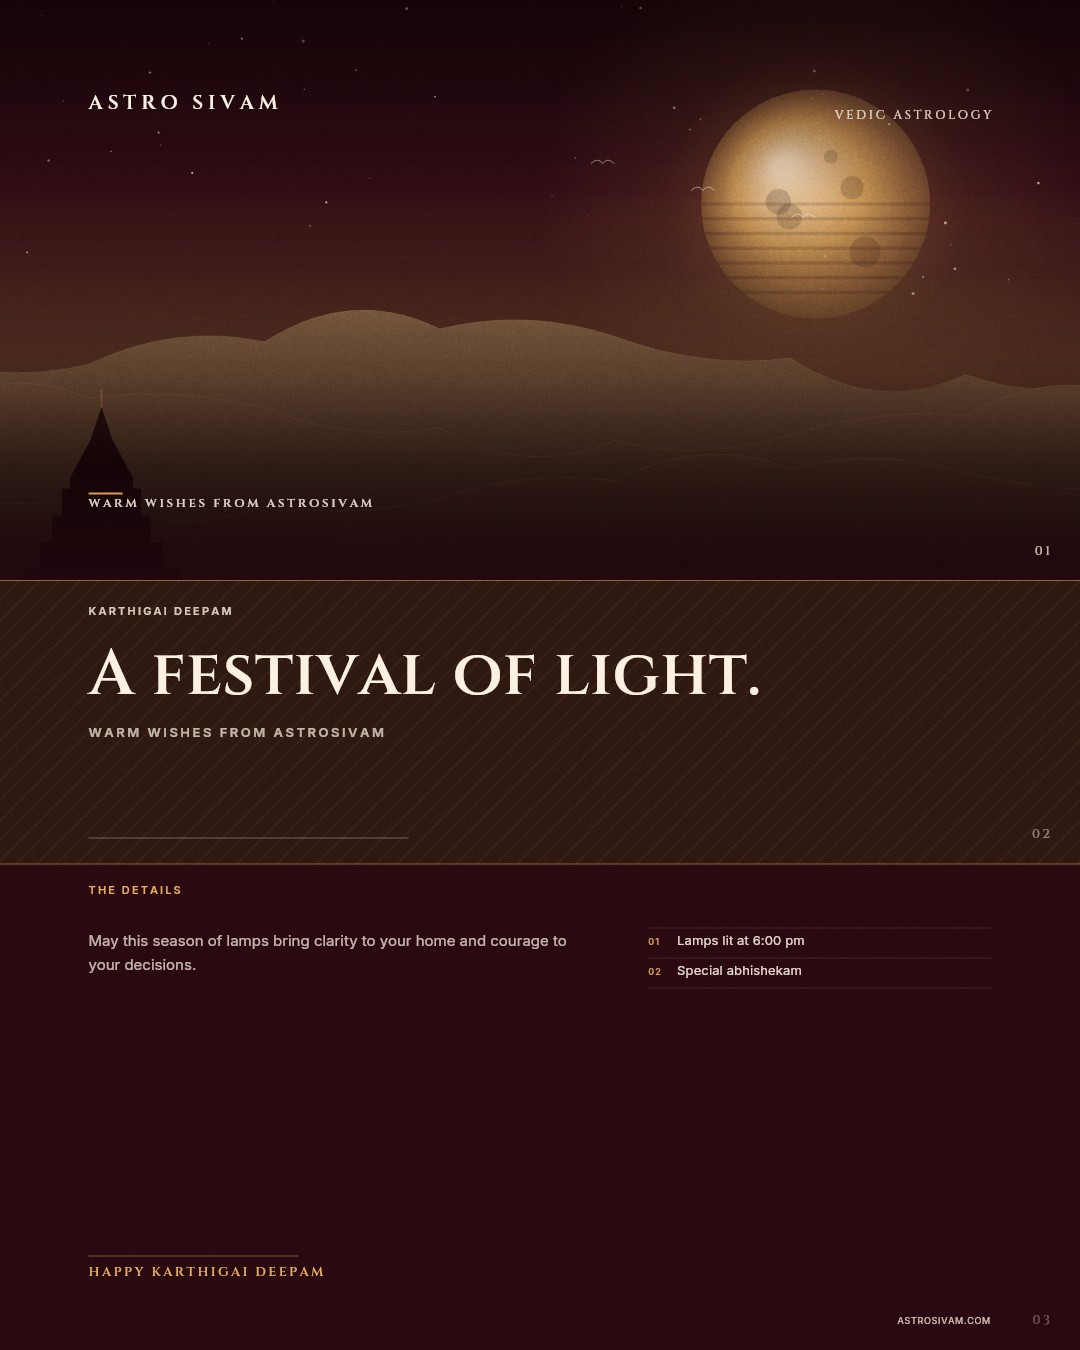 ASTRO SIVAM
VEDIC ASTROLOGY
WARM WISHES FROM ASTROSIVAM
01
KARTHIGAI DEEPAM
A FESTIVAL OF LIGHT.
WARM WISHES FROM ASTROSIVAM
02
THE DETAILS
May this season of lamps bring clarity to your home and courage to
your decisions.
01 Lamps lit at 6:00 pm
02 Special abhishekam
HAPPY KARTHIGAI DEEPAM
ASTROSIVAM.COM
03